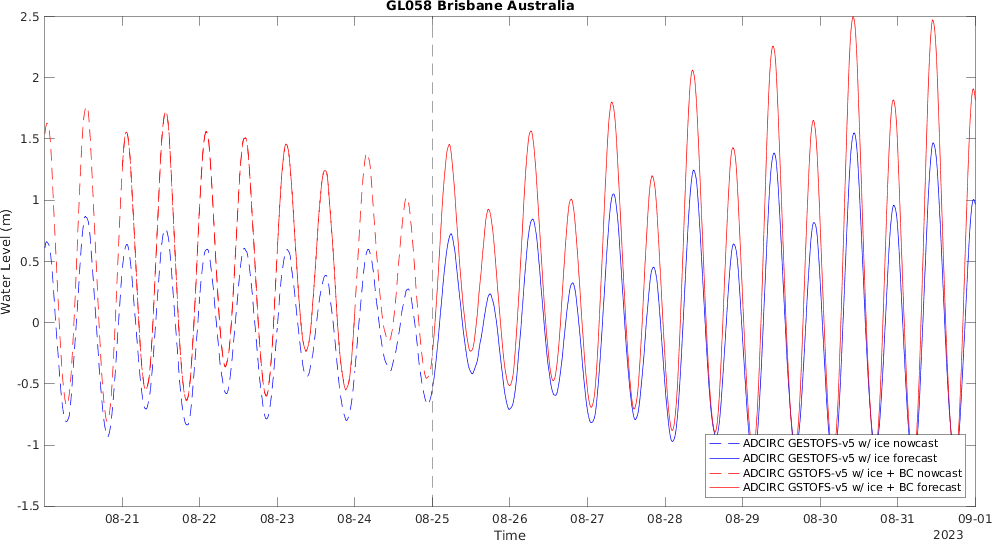 GL058 Brisbane Australia
2.5
2
1.5
1
0.5
0
-0.5
-1
-1.5
Water Level (m)
ADCIRC GESTOFS-v5 w/ ice nowcast
ADCIRC GESTOFS-v5 w/ ice forecast
ADCIRC GSTOFS-v5 w/ ice + BC nowcast
ADCIRC GSTOFS-v5 w/ ice + BC forecast
08-21 08-22 08-23 08-24 08-25 08-26 08-27 08-28 08-29 08-30 08-31 09-01
Time
2023